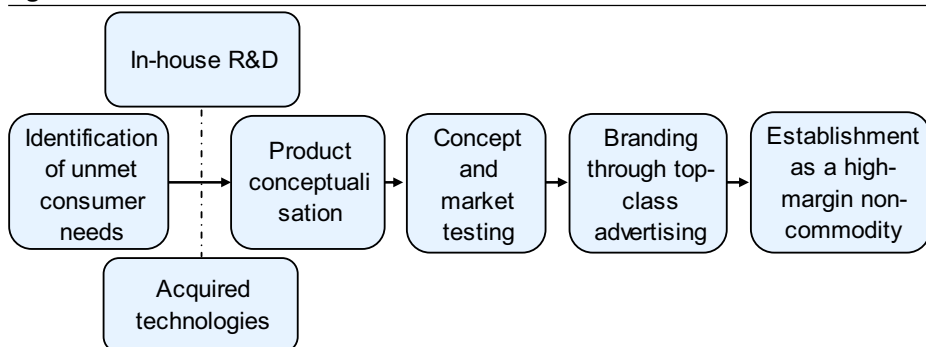 In-house R&D
Identification
of unmet
consumer
needs
Product
conceptuali
sation
Concept
and
market
testing
Branding
through top-
class
advertising
Establishment
as a high-
margin non-
commodity
Acquired
technologies